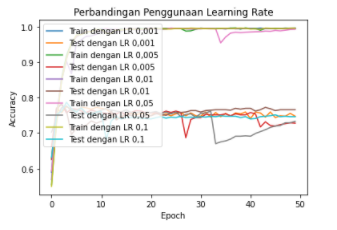 Perbandingan Penggunaan Learning Rate
1.0
0.9
0.8
0.7
0.6
Accuracy
Train dengan LR 0,001
Test dengan LR 0,001
Train dengan LR 0,005
Test dengan LR 0,005
Train dengan LR 0,01
Test dengan LR 0,01
Train dengan LR 0,05
Test dengan LR 0,05
Train dengan LR 0,1
Test dengan LR 0,1
0 10 20 30 40 50
Epoch